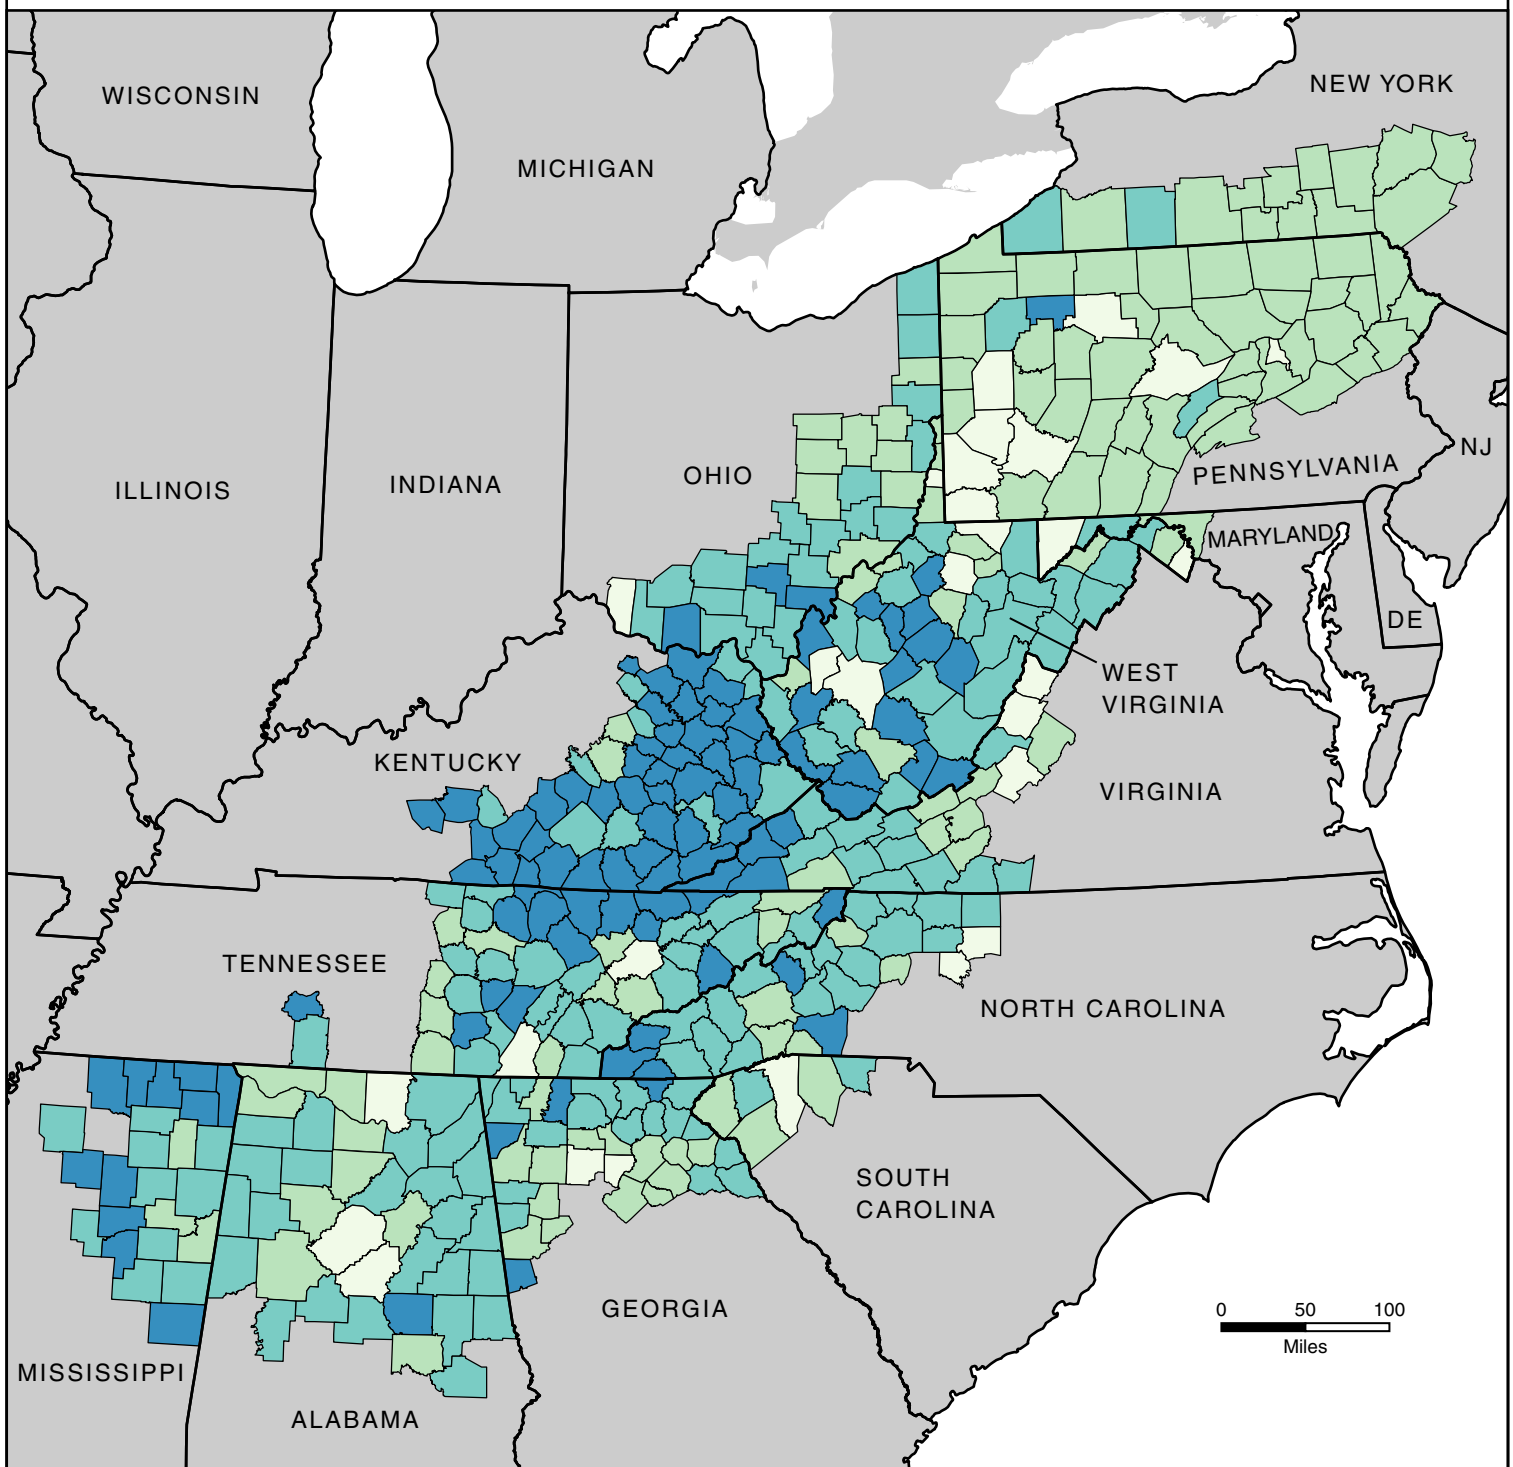 WISCONSIN
NEW YORK
MICHIGAN
ILLINOIS
INDIANA
OHIO
PENNSYLVANIA
NJ
MARYLAND
DE
WEST
VIRGINIA
KENTUCKY
VIRGINIA
TENNESSEE
NORTH CAROLINA
SOUTH
CAROLINA
GEORGIA
0 50 100
Miles
MISSISSIPPI
ALABAMA